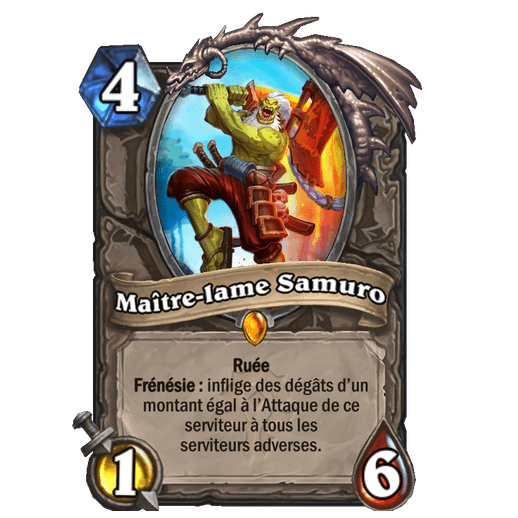 4
Maître-lame Samuro
Ruée
Frénésie : inflige des dégâts d'un
montant égal à l'Attaque de ce
serviteur à tous les
serviteurs adverses.
1
6